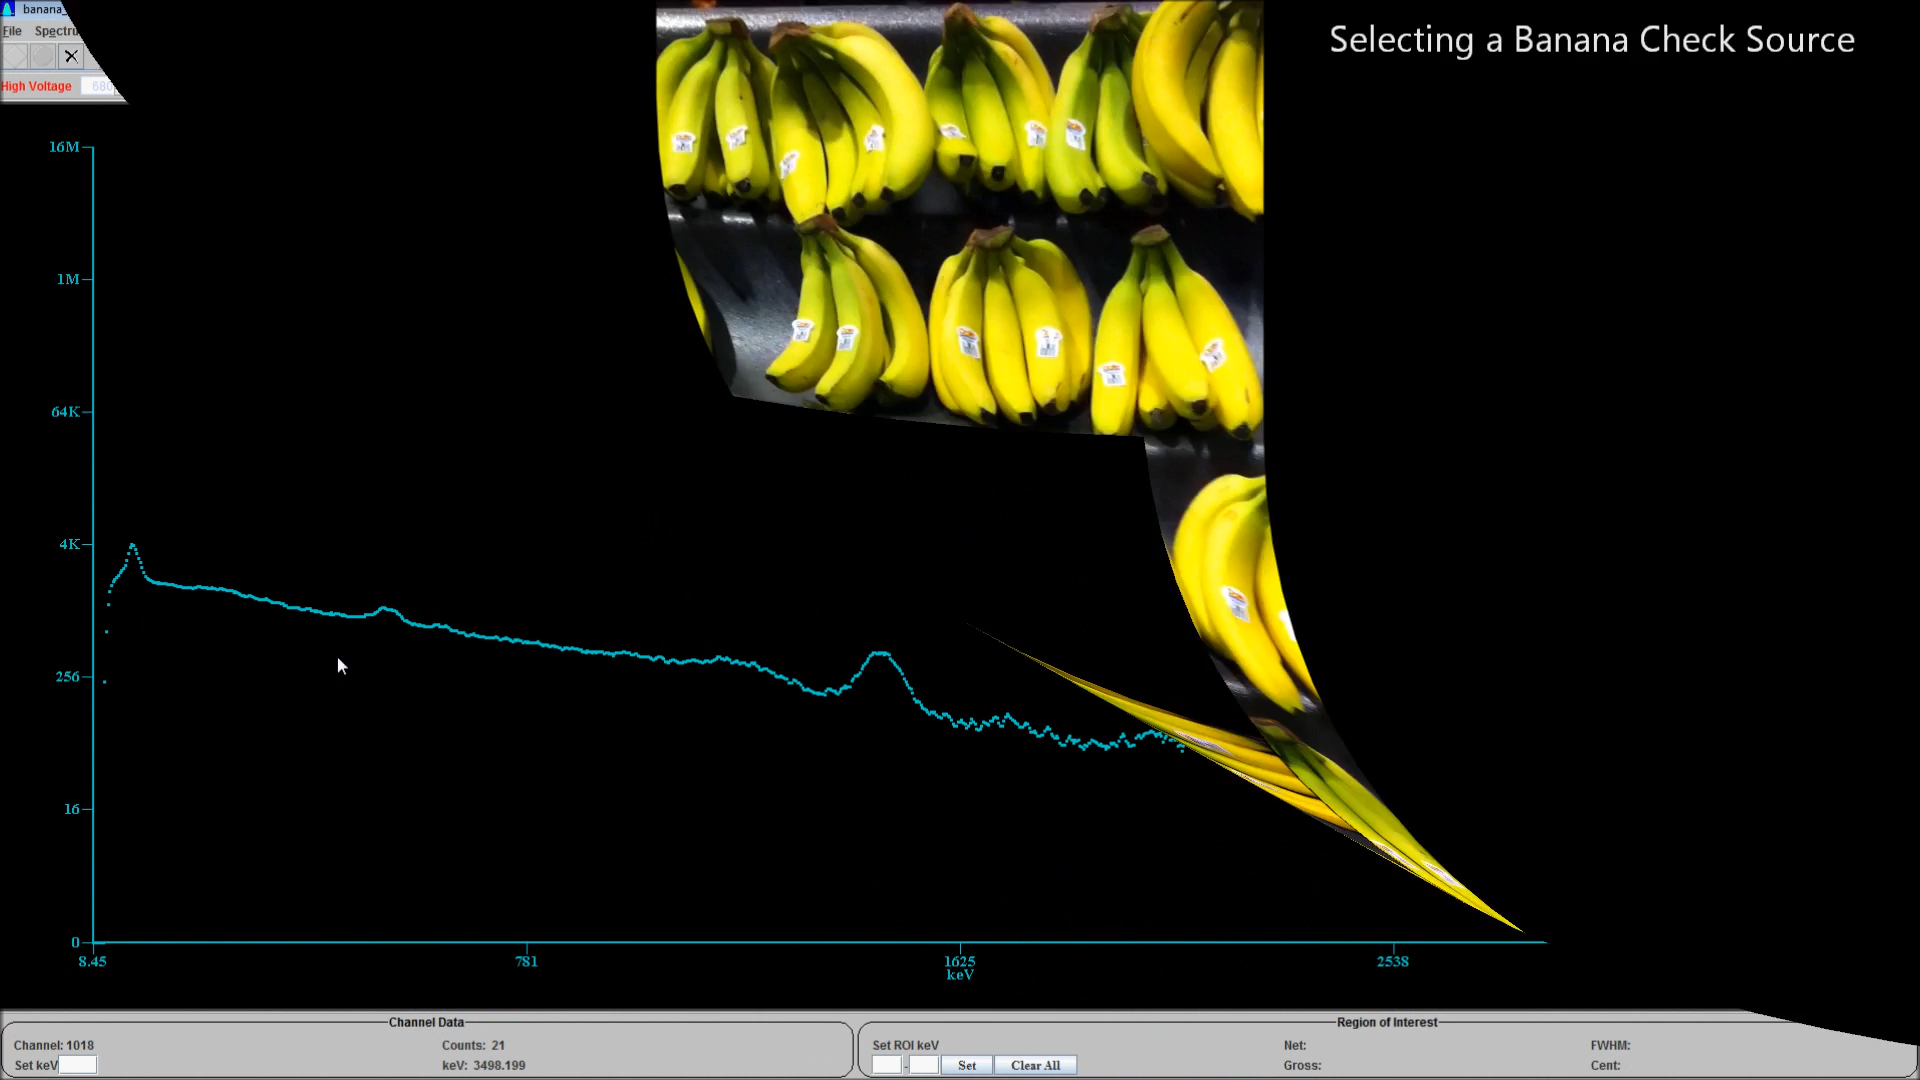 banana_
Selecting a Banana Check Source
File Spectru
High Voltage 680
16M
1M
64K
4K
256
16
0
8.45 781 1625 2538
keV
Channel Data
Region of Interest
Channel: 1018 Counts: 21
Set keV keV: 3498.199
Set ROI keV
- Set Clear All
Net: FWHM:
Gross: Cent: